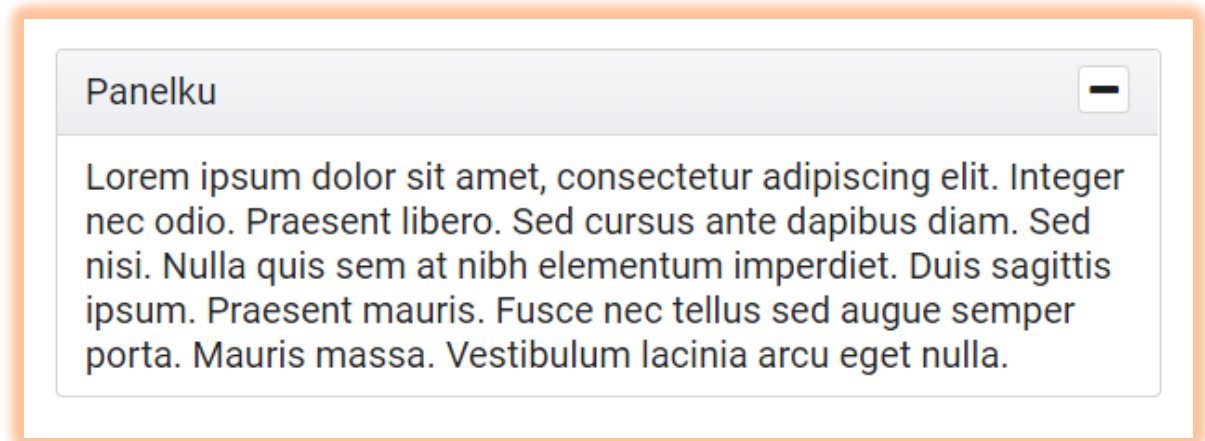 Panelku
Lorem ipsum dolor sit amet, consectetur adipiscing elit. Integer
nec odio. Praesent libero. Sed cursus ante dapibus diam. Sed
nisi. Nulla quis sem at nibh elementum imperdiet. Duis sagittis
ipsum. Praesent mauris. Fusce nec tellus sed augue semper
porta. Mauris massa. Vestibulum lacinia arcu eget nulla.